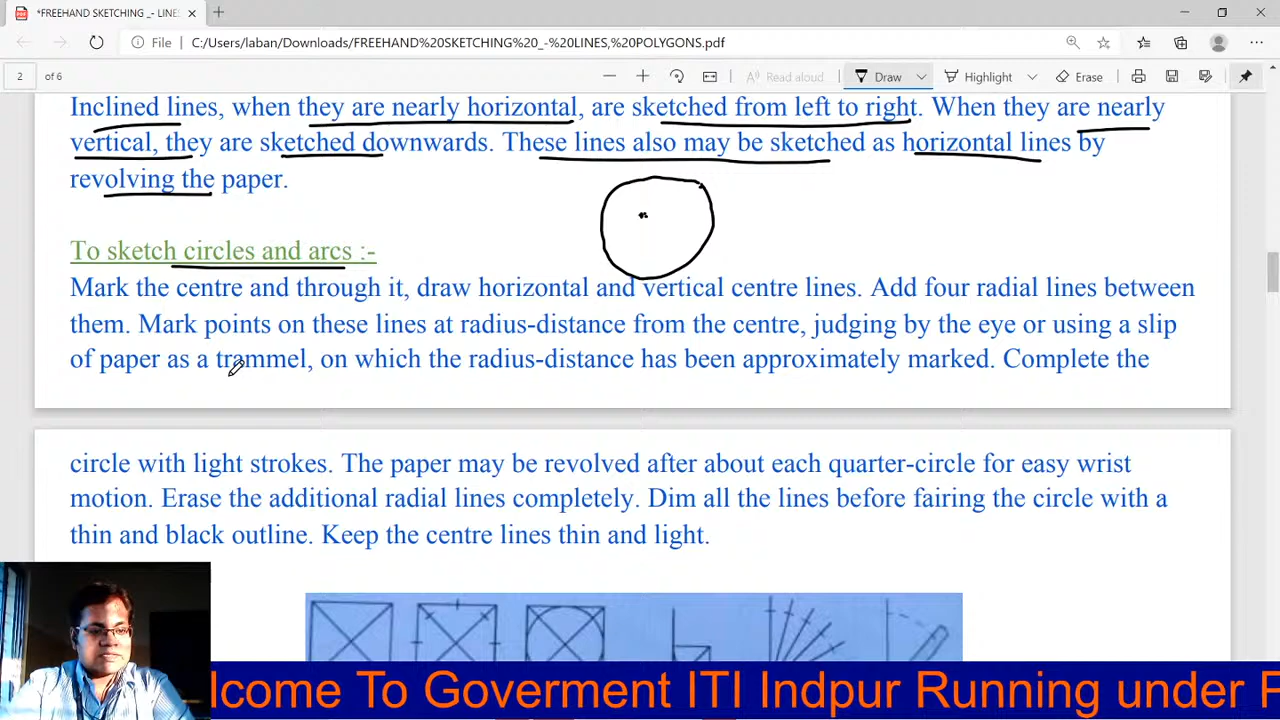 *FREEHAND SKETCHING _- LINES
File C:/Users/laban/Downloads/FREEHAND%20SKETCHING%20_-%20LINES,%20POLYGONS.pdf
2 of 6 Read aloud Draw Highlight Erase
Inclined lines, when they are nearly horizontal, are sketched from left to right. When they are nearly
vertical, they are sketched downwards. These lines also may be sketched as horizontal lines by
revolving the paper.
To sketch circles and arcs :-
Mark the centre and through it, draw horizontal and vertical centre lines. Add four radial lines between
them. Mark points on these lines at radius-distance from the centre, judging by the eye or using a slip
of paper as a trammel, on which the radius-distance has been approximately marked. Complete the
circle with light strokes. The paper may be revolved after about each quarter-circle for easy wrist
motion. Erase the additional radial lines completely. Dim all the lines before fairing the circle with a
thin and black outline. Keep the centre lines thin and light.
lcome To Goverment ITI Indpur Running under